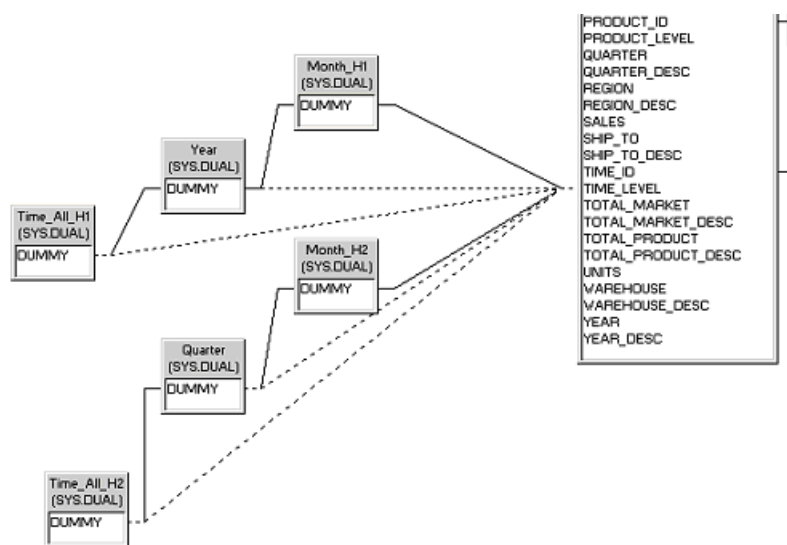 Month_H1
(SYS.DUAL)
DUMMY
Year
(SYS.DUAL)
DUMMY
Time_All_H1
(SYS.DUAL)
DUMMY
Month_H2
(SYS.DUAL)
DUMMY
Quarter
(SYS.DUAL)
DUMMY
Time_All_H2
(SYS.DUAL)
DUMMY
PRODUCT_ID
PRODUCT_LEVEL
QUARTER
QUARTER_DESC
REGION
REGION_DESC
SALES
SHIP_TO
SHIP_TO_DESC
TIME_ID
TIME_LEVEL
TOTAL_MARKET
TOTAL_MARKET_DESC
TOTAL_PRODUCT
TOTAL_PRODUCT_DESC
UNITS
WAREHOUSE
WAREHOUSE_DESC
YEAR
YEAR_DESC